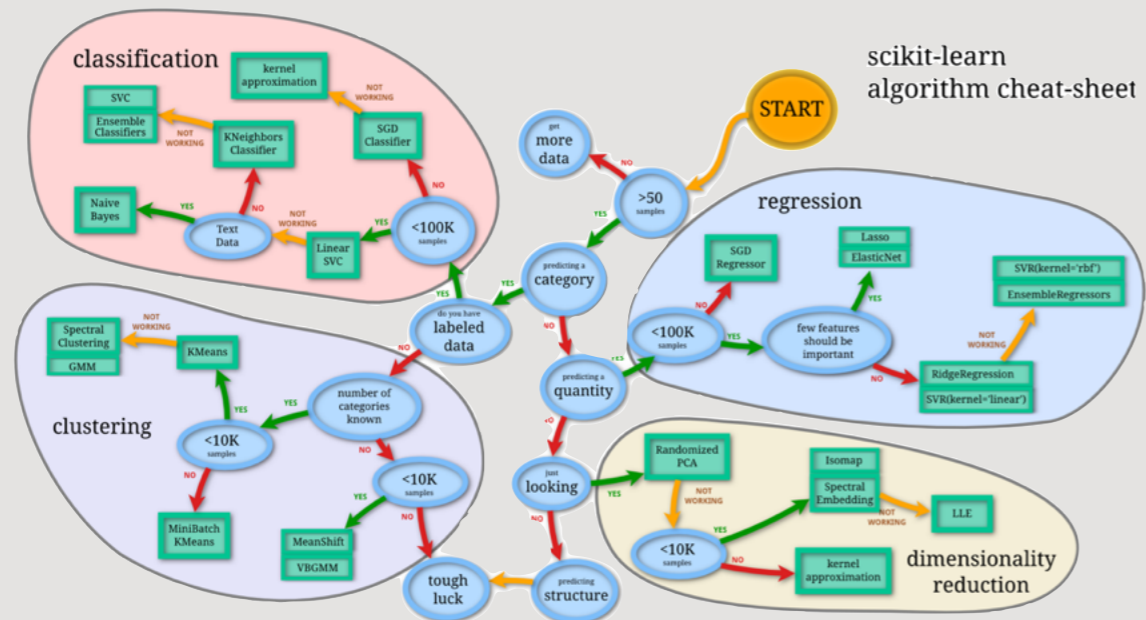 scikit-learn
algorithm cheat-sheet
START
classification
kernel
approximation
NOT
WORKING
SVC
Ensemble
Classifiers
NOT
WORKING
KNeighbors
Classifier
SGD
Classifier
NO
Naive
Bayes
YES
Text
Data
NO
NOT
WORKING
Linear
SVC
YES
<100K
samples
get
more
data
NO
>50
samples
YES
predicting a
category
YES
YES
do you have
labeled
data
NO
NO
predicting a
quantity
YES
NO
just
looking
YES
NO
predicting
structure
tough
luck
regression
SGD
Regressor
NO
<100K
samples
YES
Lasso
ElasticNet
YES
few features
should be
important
NO
SVR(kernel='rbf')
EnsembleRegressors
NOT
WORKING
RidgeRegression
SVR(kernel='linear')
clustering
Spectral
Clustering
GMM
NOT
WORKING
KMeans
YES
<10K
samples
YES
number of
categories
known
NO
NO
MiniBatch
KMeans
<10K
samples
YES
NO
MeanShift
VBGMM
Randomized
PCA
NOT
WORKING
<10K
samples
YES
NO
Isomap
Spectral
Embedding
NOT
WORKING
LLE
kernel
approximation
dimensionality
reduction